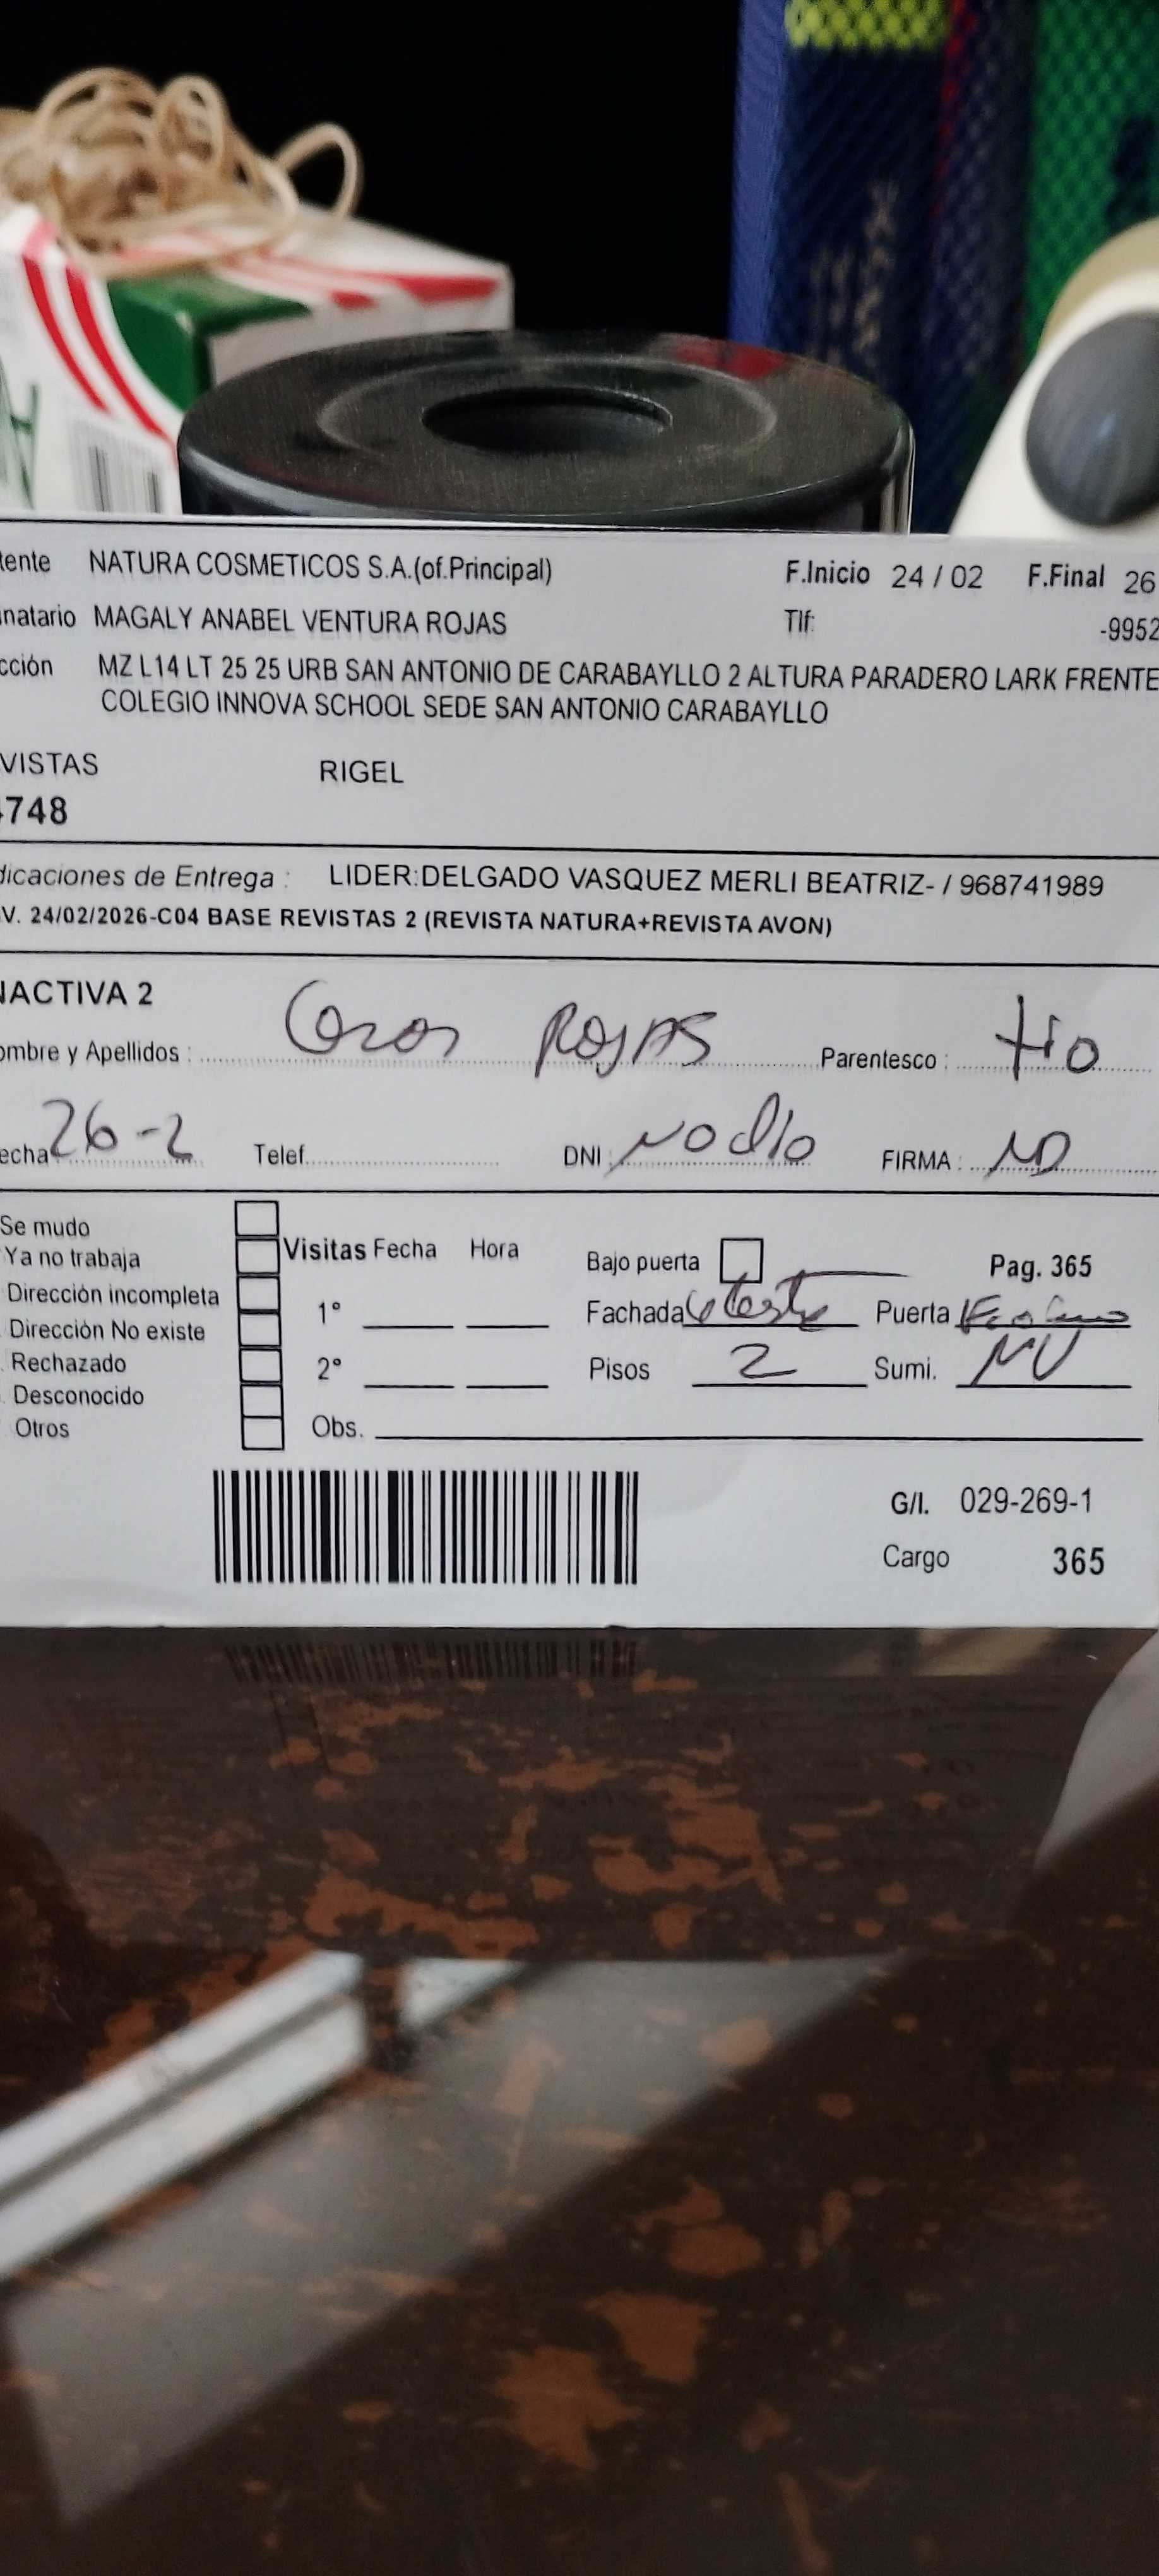 tente NATURA COSMETICOS S.A.(of.Principal) F.Inicio 24 / 02 F.Final 26
natario MAGALY ANABEL VENTURA ROJAS Tlf: -9952
cción MZ L14 LT 25 25 URB SAN ANTONIO DE CARABAYLLO 2 ALTURA PARADERO LARK FRENTE
COLEGIO INNOVA SCHOOL SEDE SAN ANTONIO CARABAYLLO
VISTAS RIGEL
4748
dicaciones de Entrega : LIDER:DELGADO VASQUEZ MERLI BEATRIZ- / 968741989
V. 24/02/2026-C04 BASE REVISTAS 2 (REVISTA NATURA+REVISTA AVON)
NACTIVA 2
ombre y Apellidos : Rojas Parentesco : tio
echa 26-2 Telef. DNI : no dio FIRMA :
Se mudo
Ya no trabaja Visitas Fecha Hora Bajo puerta Pag. 365
Dirección incompleta 1° Fachada celeste Puerta
Dirección No existe
Rechazado 2° Pisos 2 Sumi.
Desconocido
Otros Obs.
G/I. 029-269-1
Cargo 365